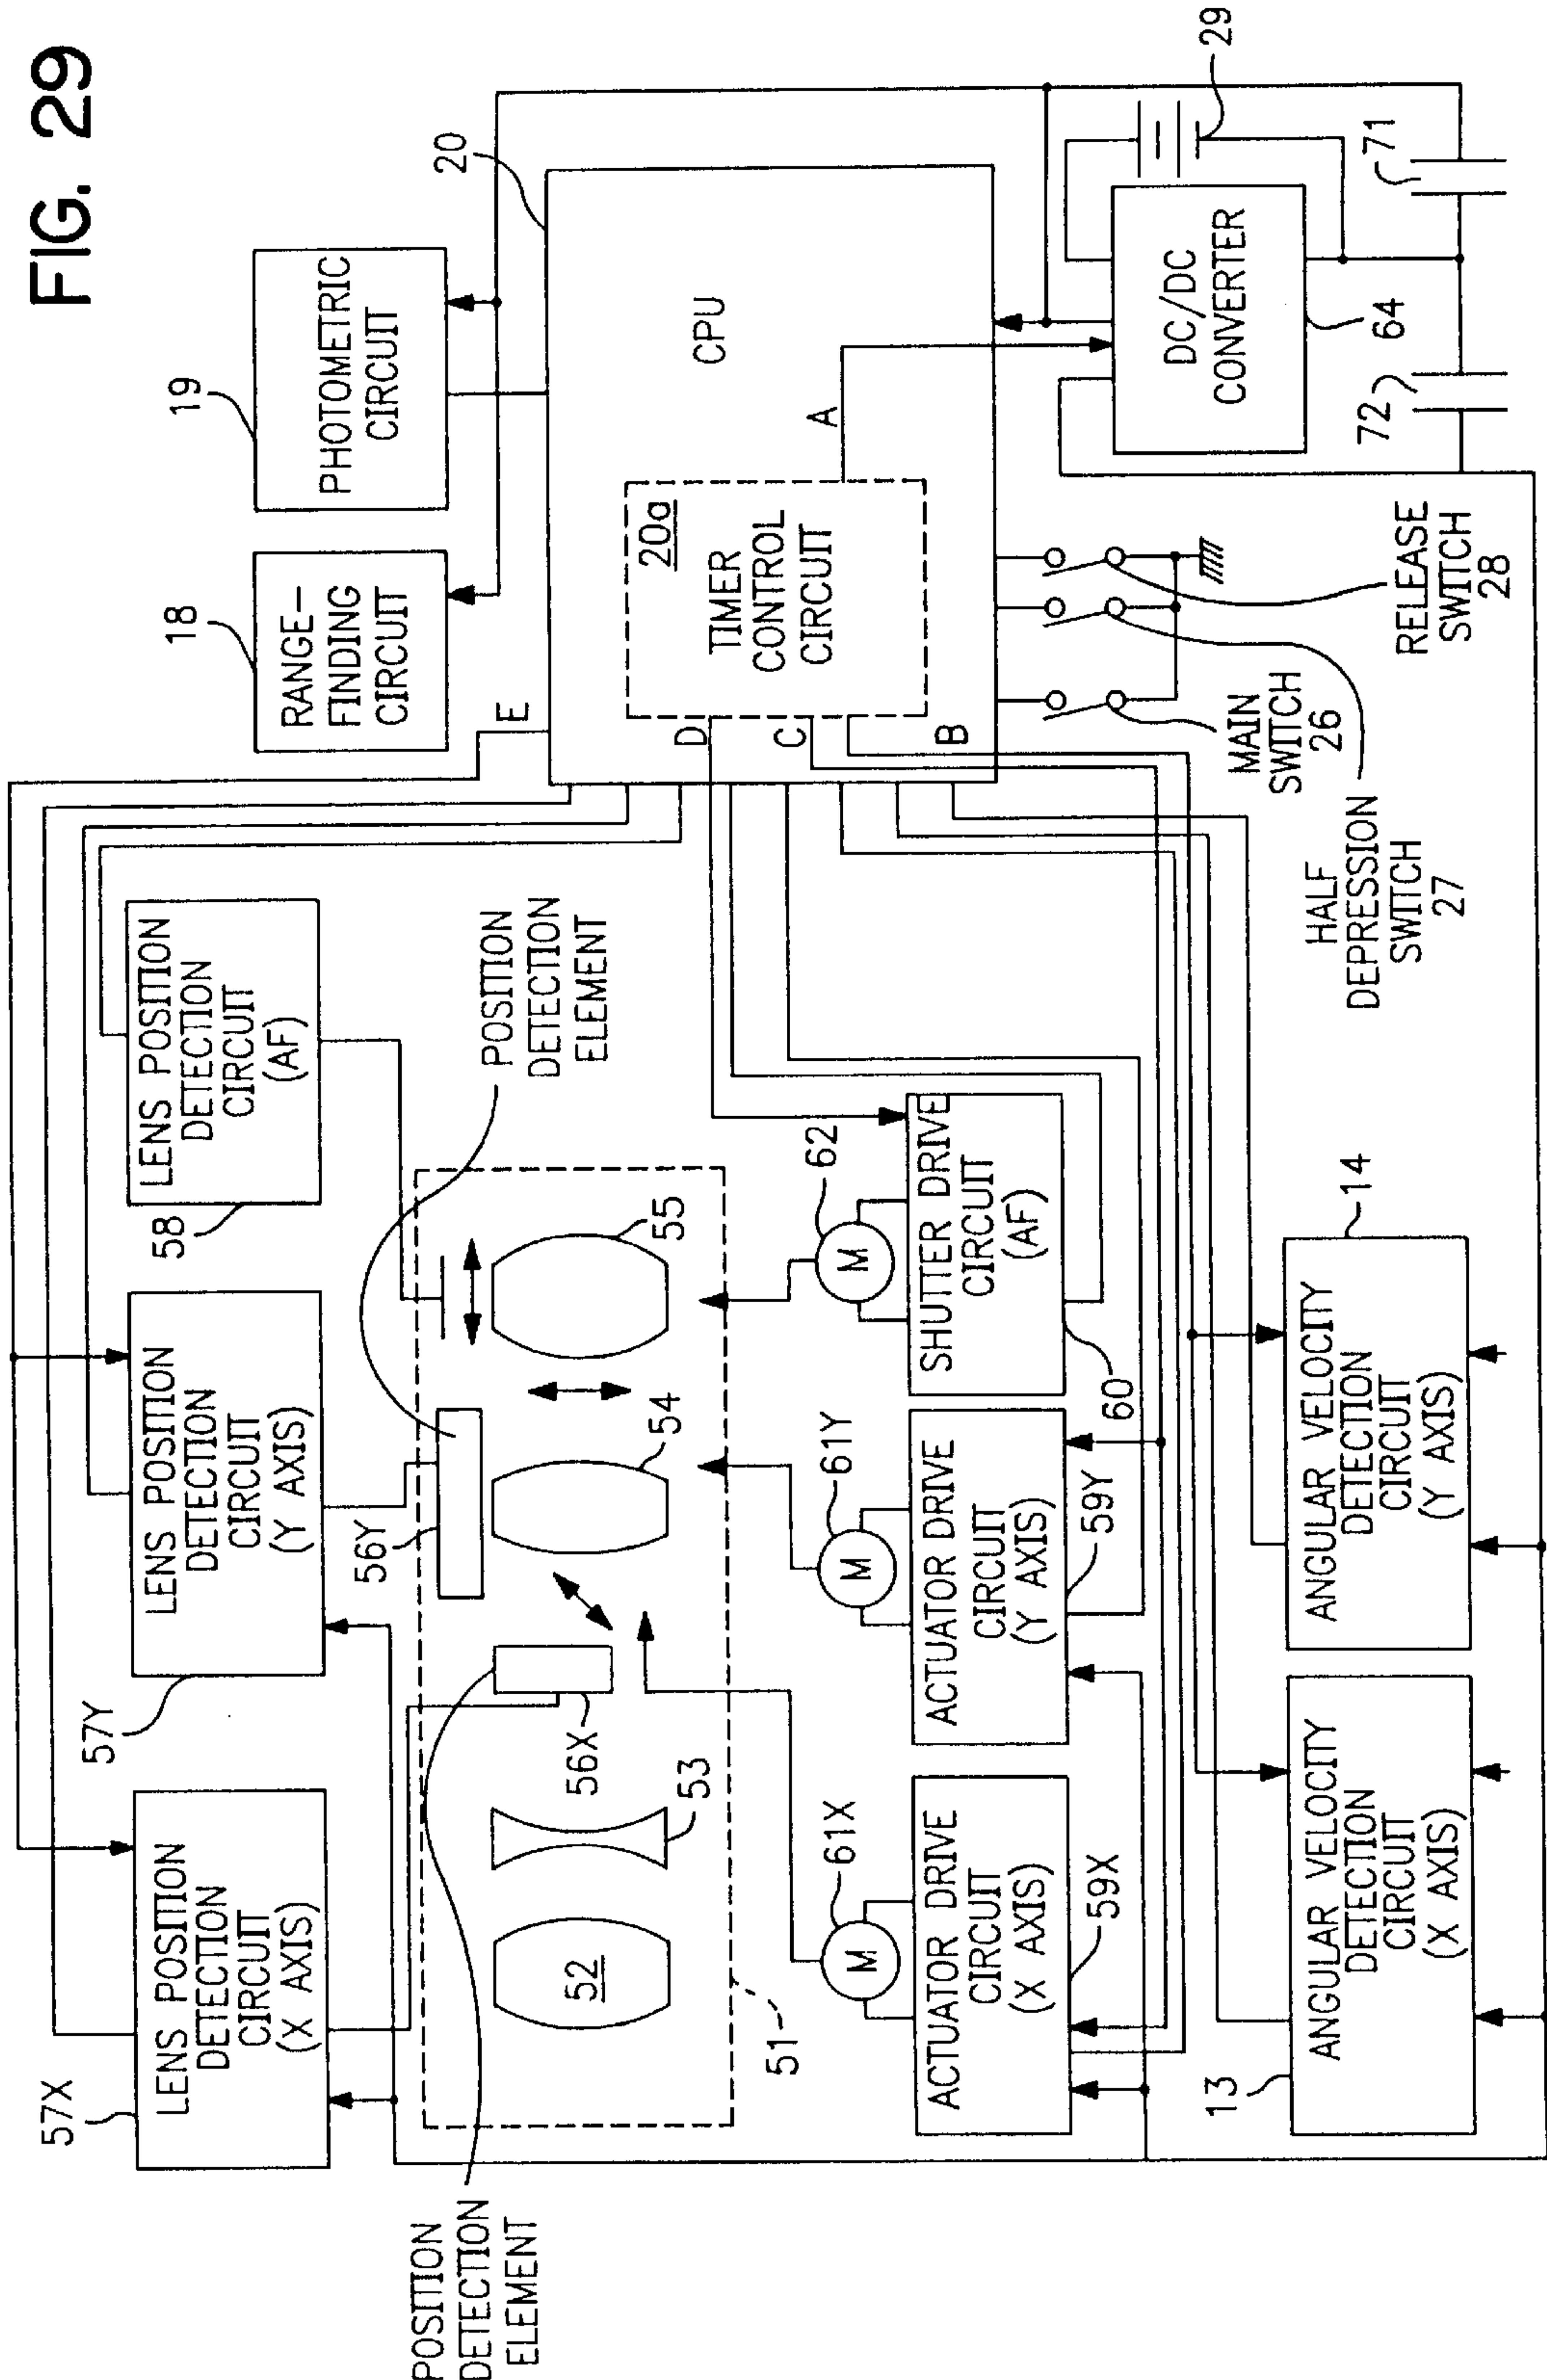 FIG. 29
57X
LENS POSITION
DETECTION
CIRCUIT
(X AXIS)
57Y
LENS POSITION
DETECTION
CIRCUIT
(Y AXIS)
58
LENS POSITION
DETECTION
CIRCUIT
(AF)
18
RANGE-
FINDING
CIRCUIT
19
PHOTOMETRIC
CIRCUIT
E
20
POSITION
DETECTION
ELEMENT
56Y
POSITION
DETECTION
ELEMENT
52
53
56X
54
55
51
CPU
20a
TIMER
CONTROL
CIRCUIT
D
C
B
A
61X
M
61Y
M
62
M
ACTUATOR DRIVE
CIRCUIT
(X AXIS)
59X
ACTUATOR DRIVE
CIRCUIT
(Y AXIS)
59Y
SHUTTER DRIVE
CIRCUIT
(AF)
60
13
ANGULAR VELOCITY
DETECTION
CIRCUIT
(X AXIS)
14
ANGULAR VELOCITY
DETECTION
CIRCUIT
(Y AXIS)
MAIN
SWITCH
26
HALF
DEPRESSION
SWITCH
27
RELEASE
SWITCH
28
DC/DC
CONVERTER
64
29
72
71